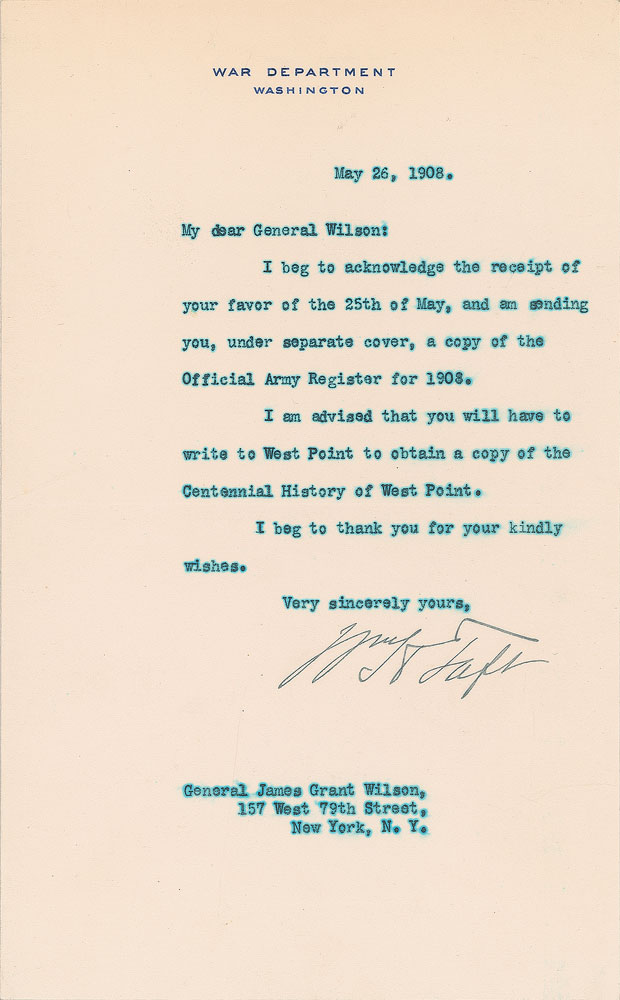 WAR DEPARTMENT
WASHINGTON
May 26, 1908.
My dear General Wilson:
I beg to acknowledge the receipt of
your favor of the 25th of May, and am sending
you, under separate cover, a copy of the
Official Army Register for 1908.
I am advised that you will have to
write to West Point to obtain a copy of the
Centennial History of West Point.
I beg to thank you for your kindly
wishes.
Very sincerely yours,
Wm H Taft
General James Grant Wilson,
157 West 79th Street,
New York, N. Y.